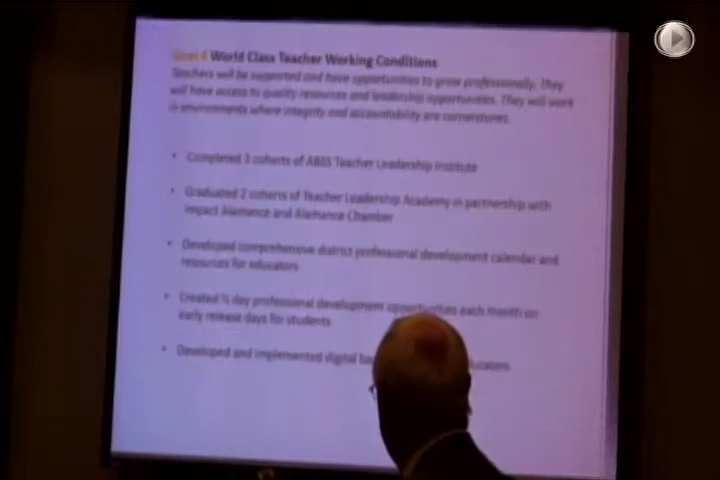 Goal 4 World Class Teacher Working Conditions
Teachers will be supported and have opportunities to grow professionally. They
will have access to quality resources and leadership opportunities. They will work
in environments where integrity and accountability are cornerstones.
• Completed 3 cohorts of ABSS Teacher Leadership Institute
• Graduated 2 cohorts of Teacher Leadership Academy in partnership with
Impact Alamance and Alamance Chamber
• Developed comprehensive district professional development calendar and
resources for educators
• Created ½ day professional development opportunities each month on
early release days for students
• Developed and implemented digital